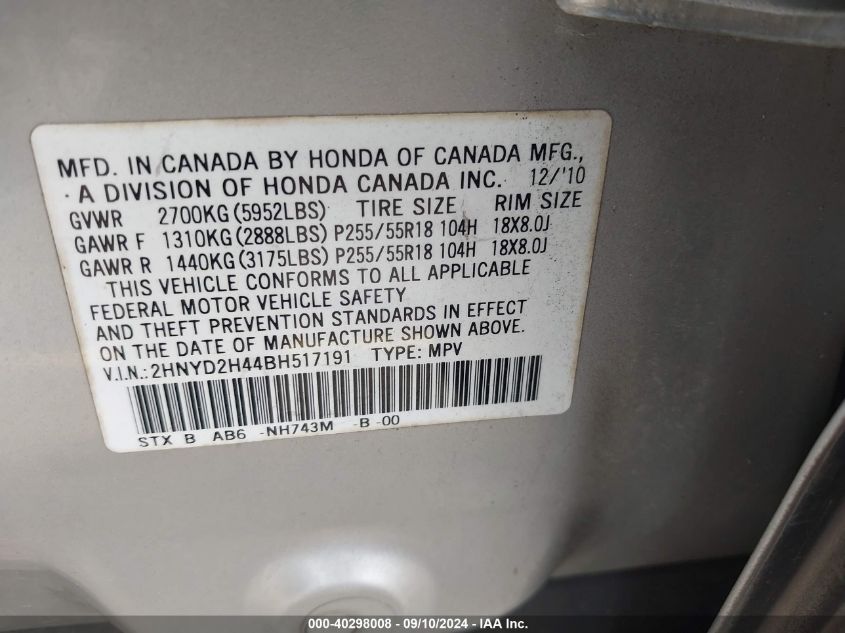 MFD. IN CANADA BY HONDA OF CANADA MFG.,
A DIVISION OF HONDA CANADA INC. 12/'10
GVWR 2700KG (5952LBS) TIRE SIZE RIM SIZE
GAWR F 1310KG (2888LBS) P255/55R18 104H 18X8.0J
GAWR R 1440KG (3175LBS) P255/55R18 104H 18X8.0J
THIS VEHICLE CONFORMS TO ALL APPLICABLE
FEDERAL MOTOR VEHICLE SAFETY
AND THEFT PREVENTION STANDARDS IN EFFECT
ON THE DATE OF MANUFACTURE SHOWN ABOVE.
V.I.N.: 2HNYD2H44BH517191 TYPE: MPV
STX B AB6 -NH743M -B -00
000-40298008 - 09/10/2024 - IAA Inc.